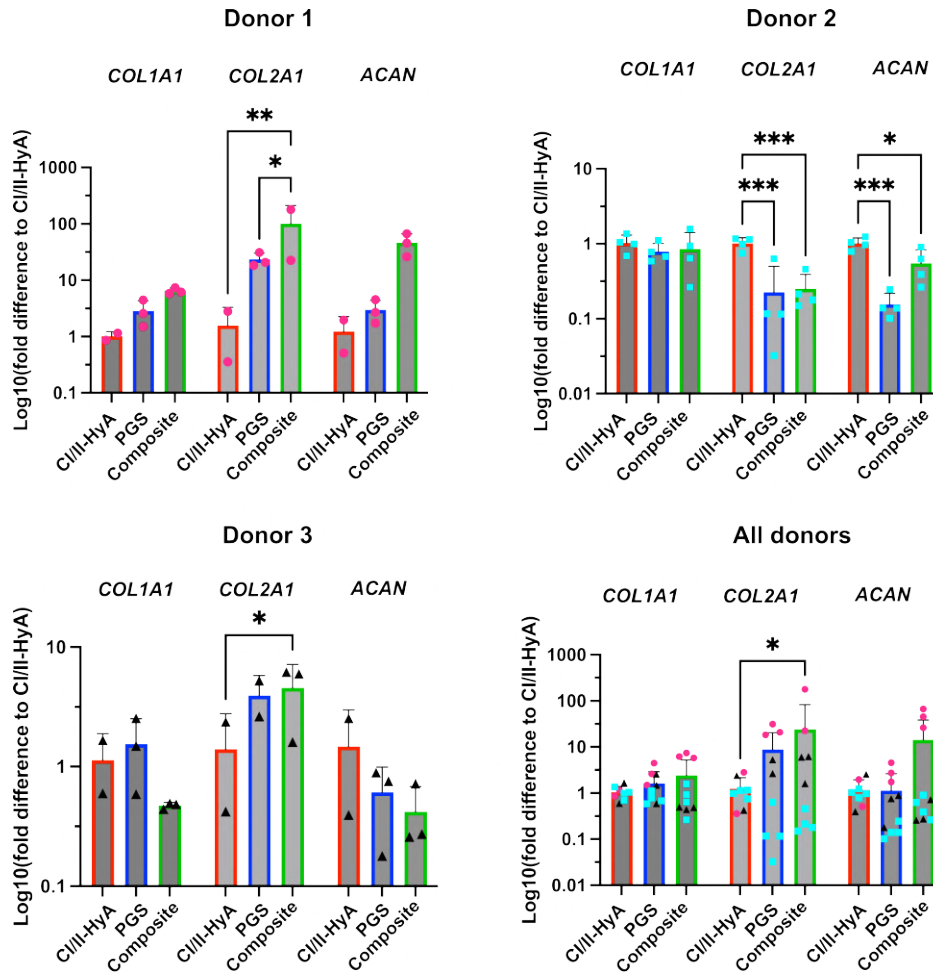 Donor 1
COL1A1 COL2A1 ACAN
Log10(fold difference to CI/II-HyA)
1000
100
10
1
0.1
** *
CI/II-HyA PGS Composite CI/II-HyA PGS Composite CI/II-HyA PGS Composite
Donor 2
COL1A1 COL2A1 ACAN
Log10(fold difference to CI/II-HyA)
10
1
0.1
0.01
*** *
*** ***
CI/II-HyA PGS Composite CI/II-HyA PGS Composite CI/II-HyA PGS Composite
Donor 3
COL1A1 COL2A1 ACAN
Log10(fold difference to CI/II-HyA)
10
1
0.1
*
CI/II-HyA PGS Composite CI/II-HyA PGS Composite CI/II-HyA PGS Composite
All donors
COL1A1 COL2A1 ACAN
Log10(fold difference to CI/II-HyA)
1000
100
10
1
0.1
0.01
*
CI/II-HyA PGS Composite CI/II-HyA PGS Composite CI/II-HyA PGS Composite